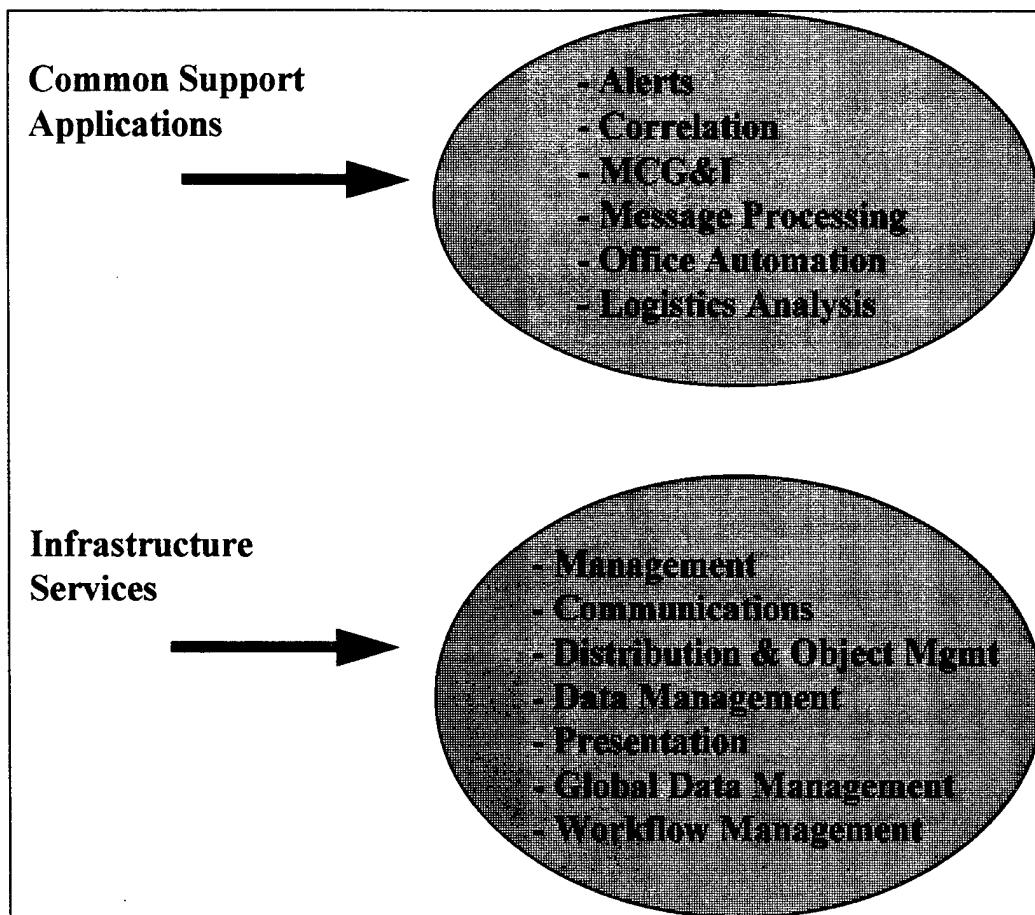 Common Support
Applications
- Alerts
- Correlation
- MCG&I
- Message Processing
- Office Automation
- Logistics Analysis
Infrastructure
Services
- Management
- Communications
- Distribution & Object Mgmt
- Data Management
- Presentation
- Global Data Management
- Workflow Management